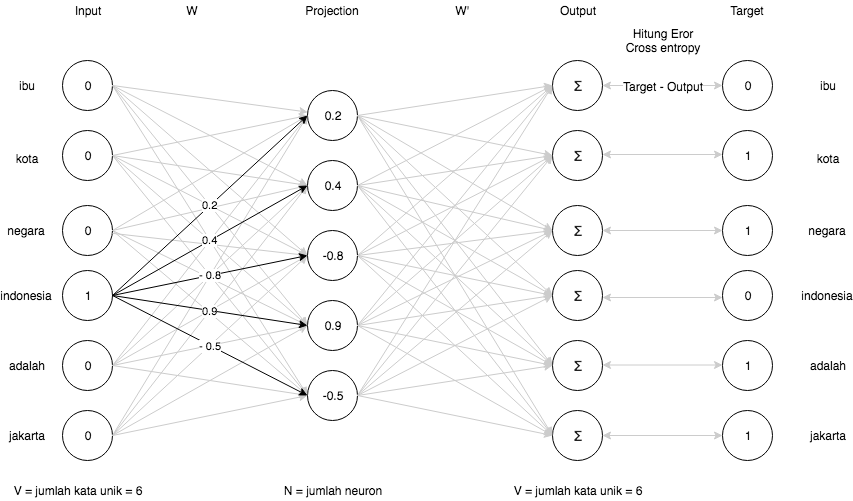 Input W Projection W' Output Target
Hitung Eror
Cross entropy
ibu 0 Σ Target - Output 0 ibu
0.2
kota 0 Σ 1 kota
0.4
0.2
negara 0 Σ 1 negara
0.4
-0.8
- 0.8
indonesia 1 Σ 0 indonesia
0.9
0.9
- 0.5
adalah 0 Σ 1 adalah
-0.5
jakarta 0 Σ 1 jakarta
V = jumlah kata unik = 6 N = jumlah neuron V = jumlah kata unik = 6